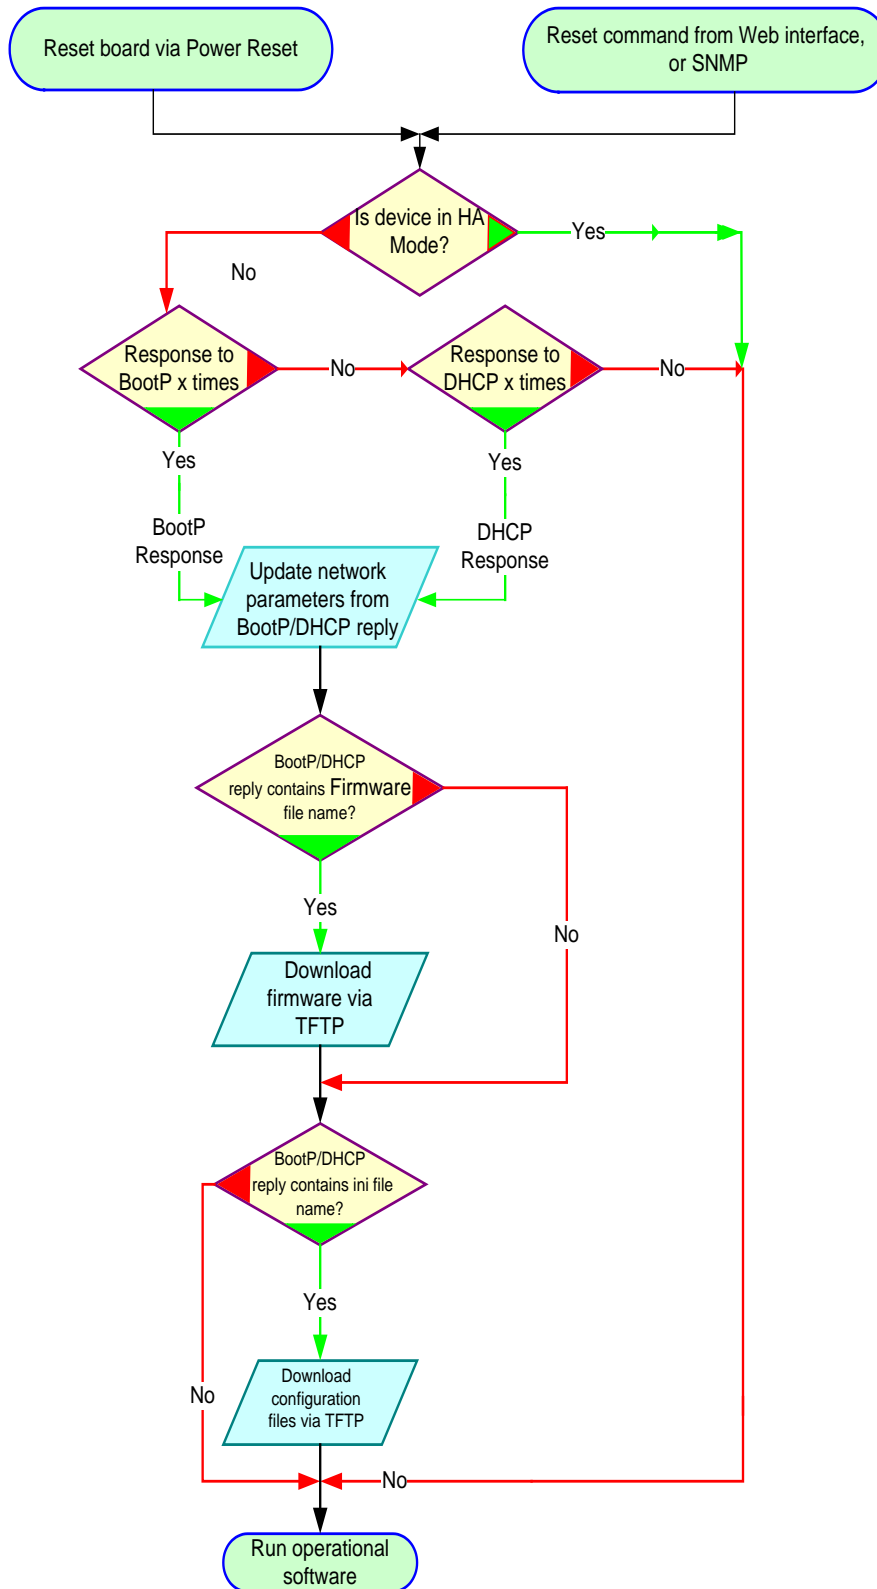 Reset board via Power Reset
Reset command from Web interface,
or SNMP
Is device in HA
Mode?
Yes
No
Response to
BootP x times
No
Response to
DHCP x times
No
Yes
Yes
BootP
Response
DHCP
Response
Update network
parameters from
BootP/DHCP reply
BootP/DHCP
reply contains Firmware
file name?
Yes
No
Download
firmware via
TFTP
BootP/DHCP
reply contains ini file
name?
Yes
No
Download
configuration
files via TFTP
No
Run operational
software